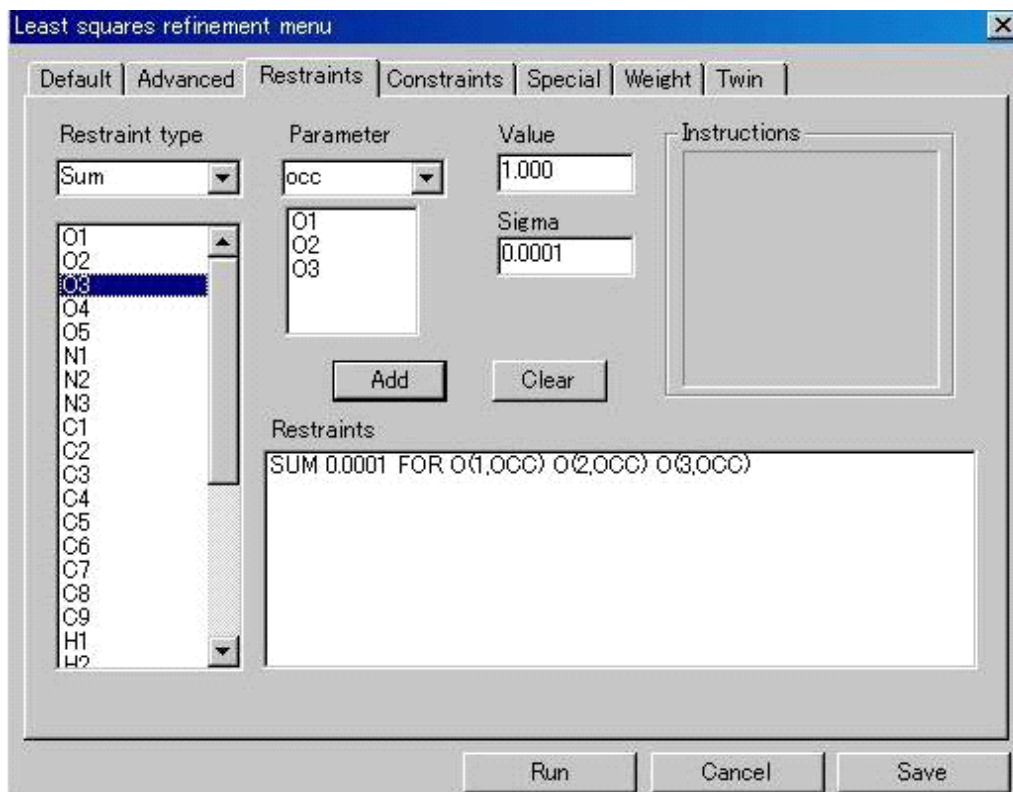 Least squares refinement menu
Default Advanced Restraints Constraints Special Weight Twin
Restraint type
Parameter
Value
Instructions
Sum
occ
1.000
Sigma
0.0001
O1
O2
O3
O4
O5
N1
N2
N3
C1
C2
C3
C4
C5
C6
C7
C8
C9
H1
H2
O1
O2
O3
Add
Clear
Restraints
SUM 0.0001 FOR O(1,OCC) O(2,OCC) O(3,OCC)
Run
Cancel
Save